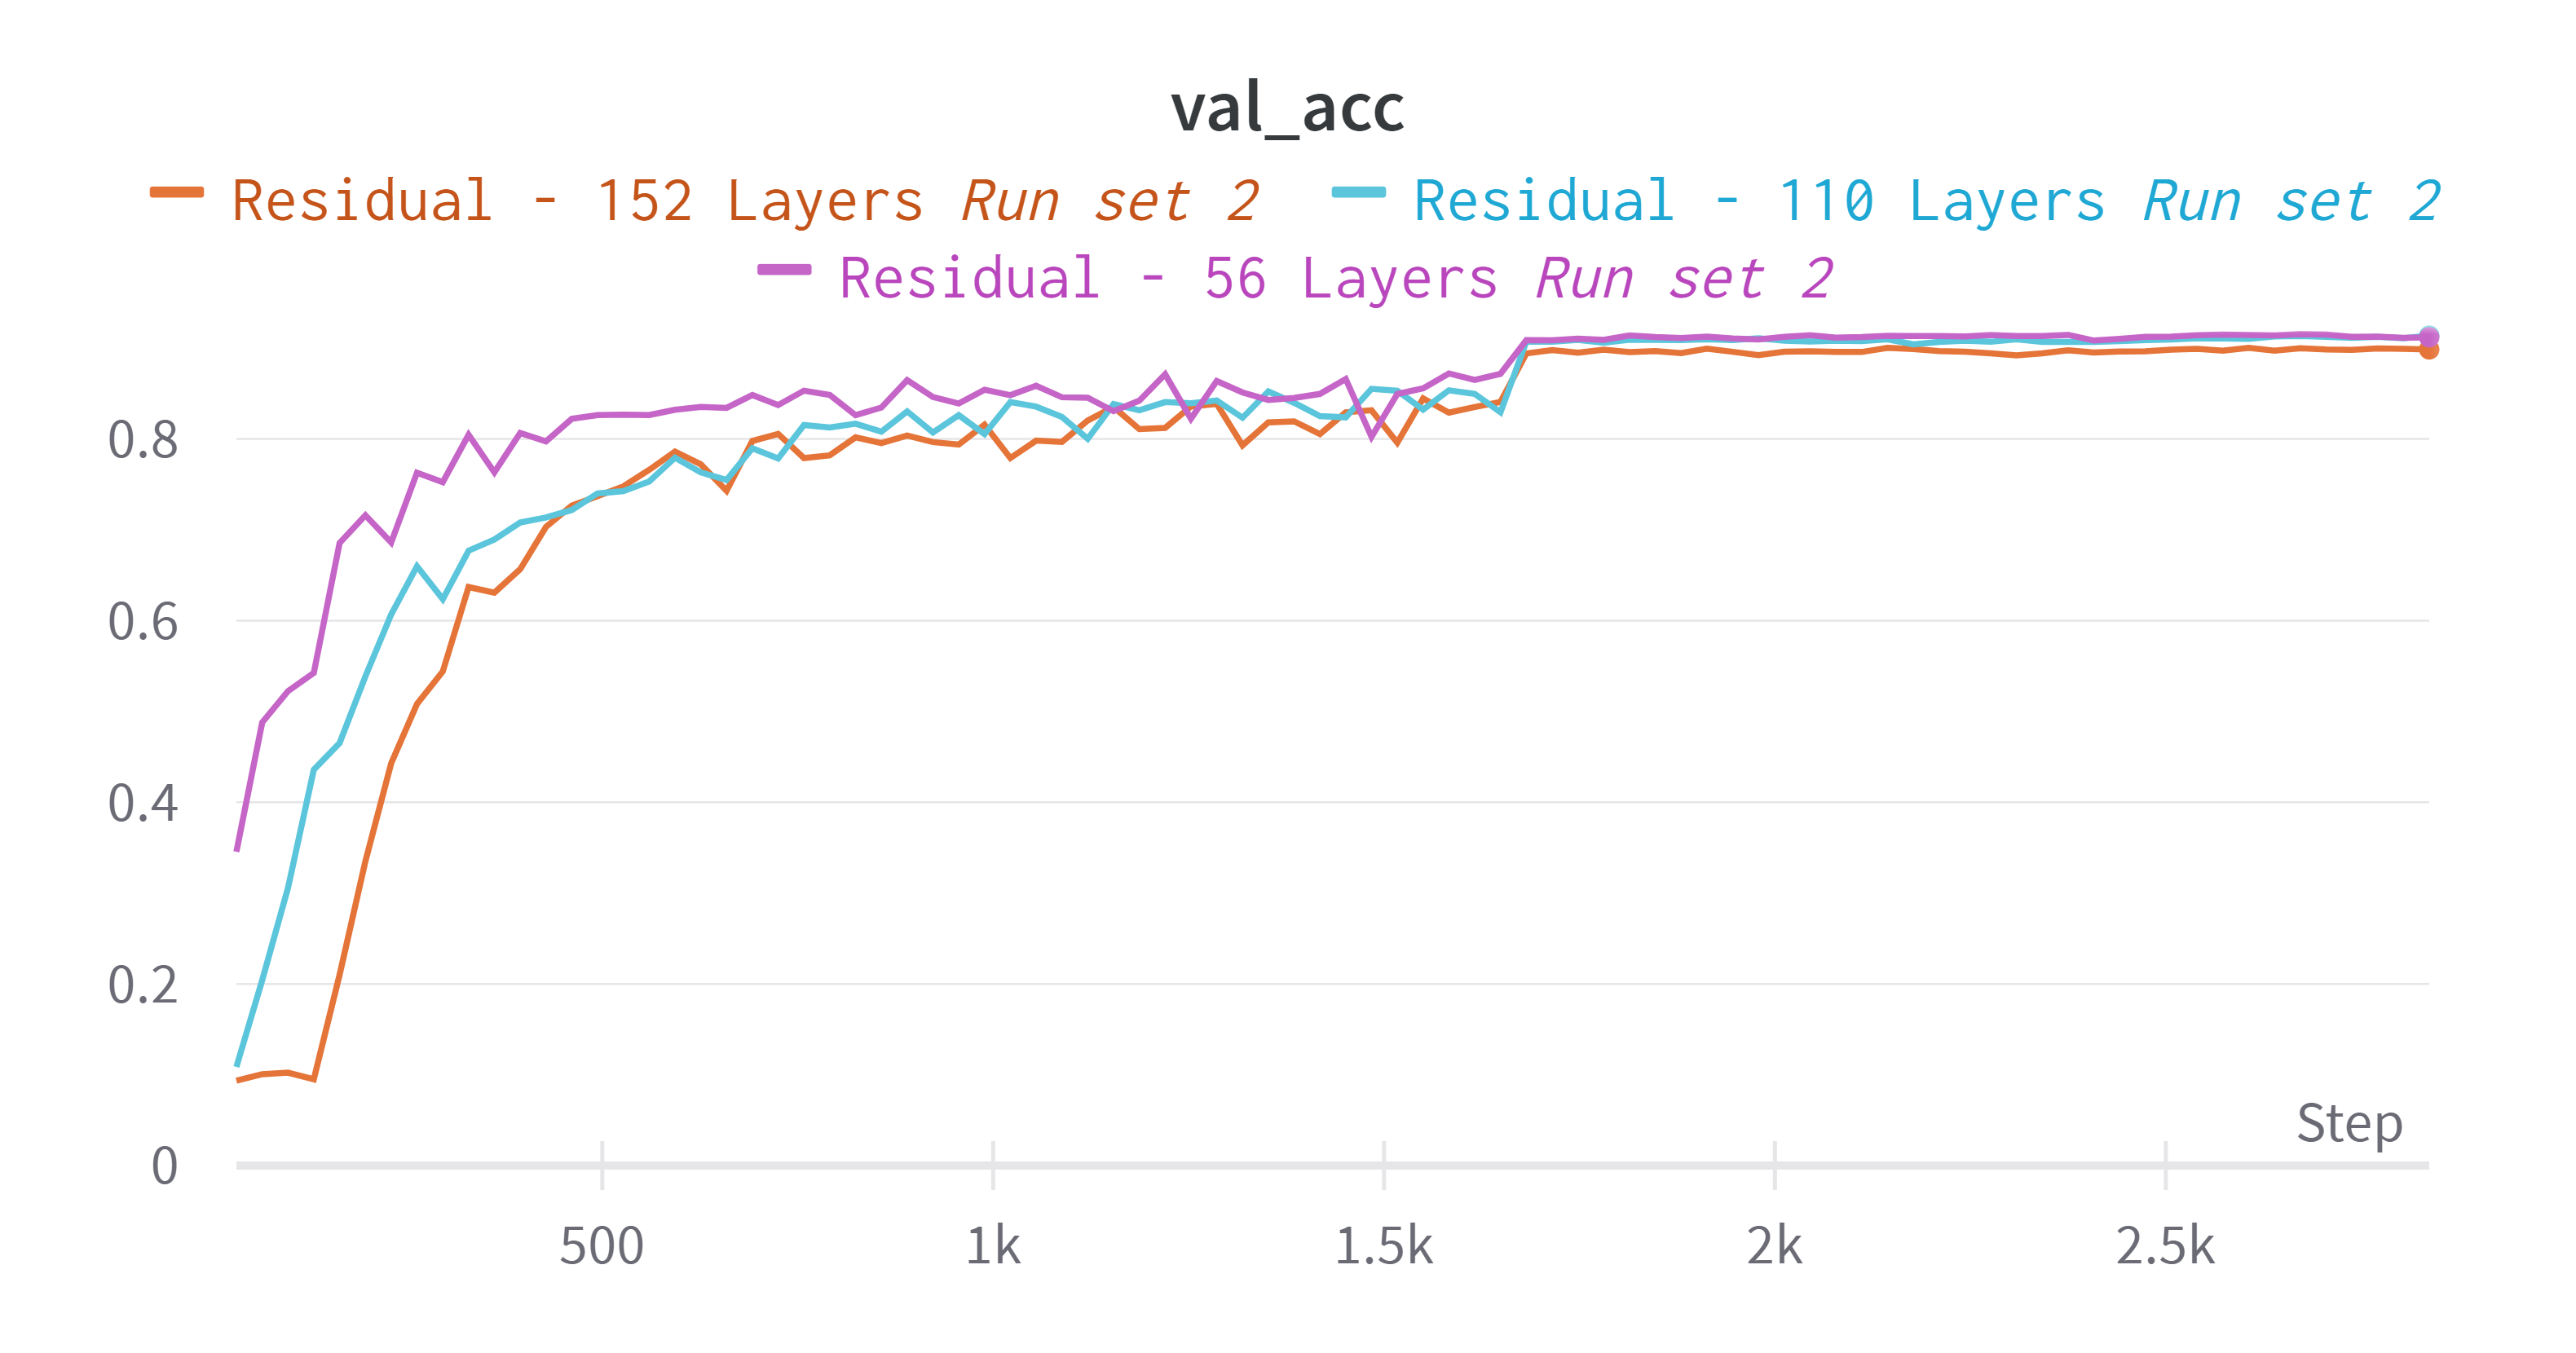 val_acc
Residual - 152 Layers Run set 2 Residual - 110 Layers Run set 2
Residual - 56 Layers Run set 2
0.8
0.6
0.4
0.2
Step
0
500 1k 1.5k 2k 2.5k